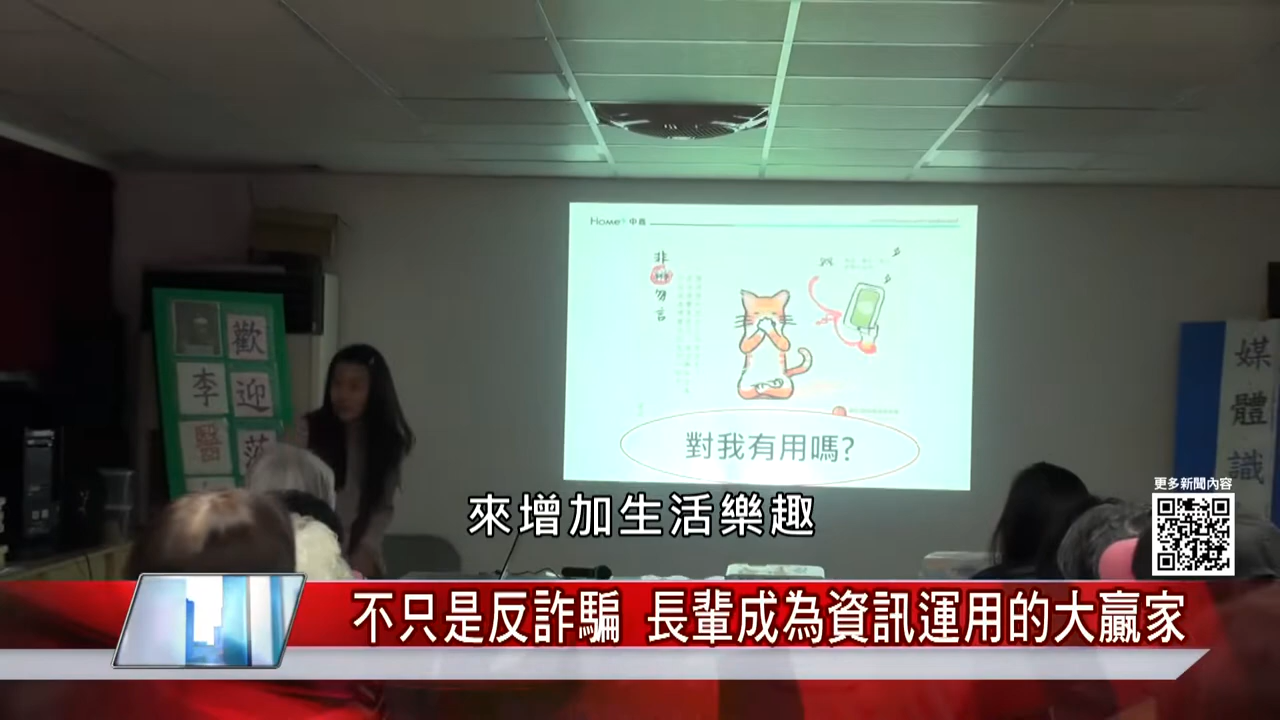 Home+ 中嘉
非
勿
言
對我有用嗎?
歡
迎
李
醫
媒
體
識
更多新聞內容
來增加生活樂趣
不只是反詐騙 長輩成為資訊運用的大贏家